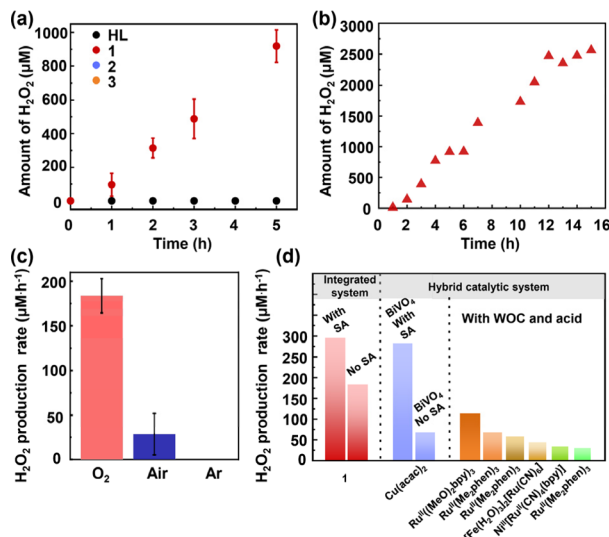 (a)
Amount of H₂O₂ (μM)
1000
800
600
400
200
0
HL
1
2
3
0 1 2 3 4 5
Time (h)
(b)
Amount of H₂O₂ (μM)
3000
2500
2000
1500
1000
500
0
0 2 4 6 8 10 12 14 16
Time (h)
(c)
H₂O₂ production rate (μM·h⁻¹)
200
150
100
50
0
O₂ Air Ar
(d)
H₂O₂ production rate (μM·h⁻¹)
300
250
200
150
100
50
0
Integrated
system
Hybrid catalytic system
With
SA
No SA
BiVO₄
With
SA
BiVO₄
No SA
With WOC and acid
1
Cu(acac)₂
Ruᴵᴵ((MeO)₂bpy)₃
Ruᴵᴵ(Me₂phen)₃
Ruᴵᴵ(Me₂phen)₃
[Fe(H₂O)₃]₂[Ru(CN)₆]
Niᴵᴵ[Ruᴵᴵ(CN)₄(bpy)]
Ruᴵᴵ(Me₂phen)₃